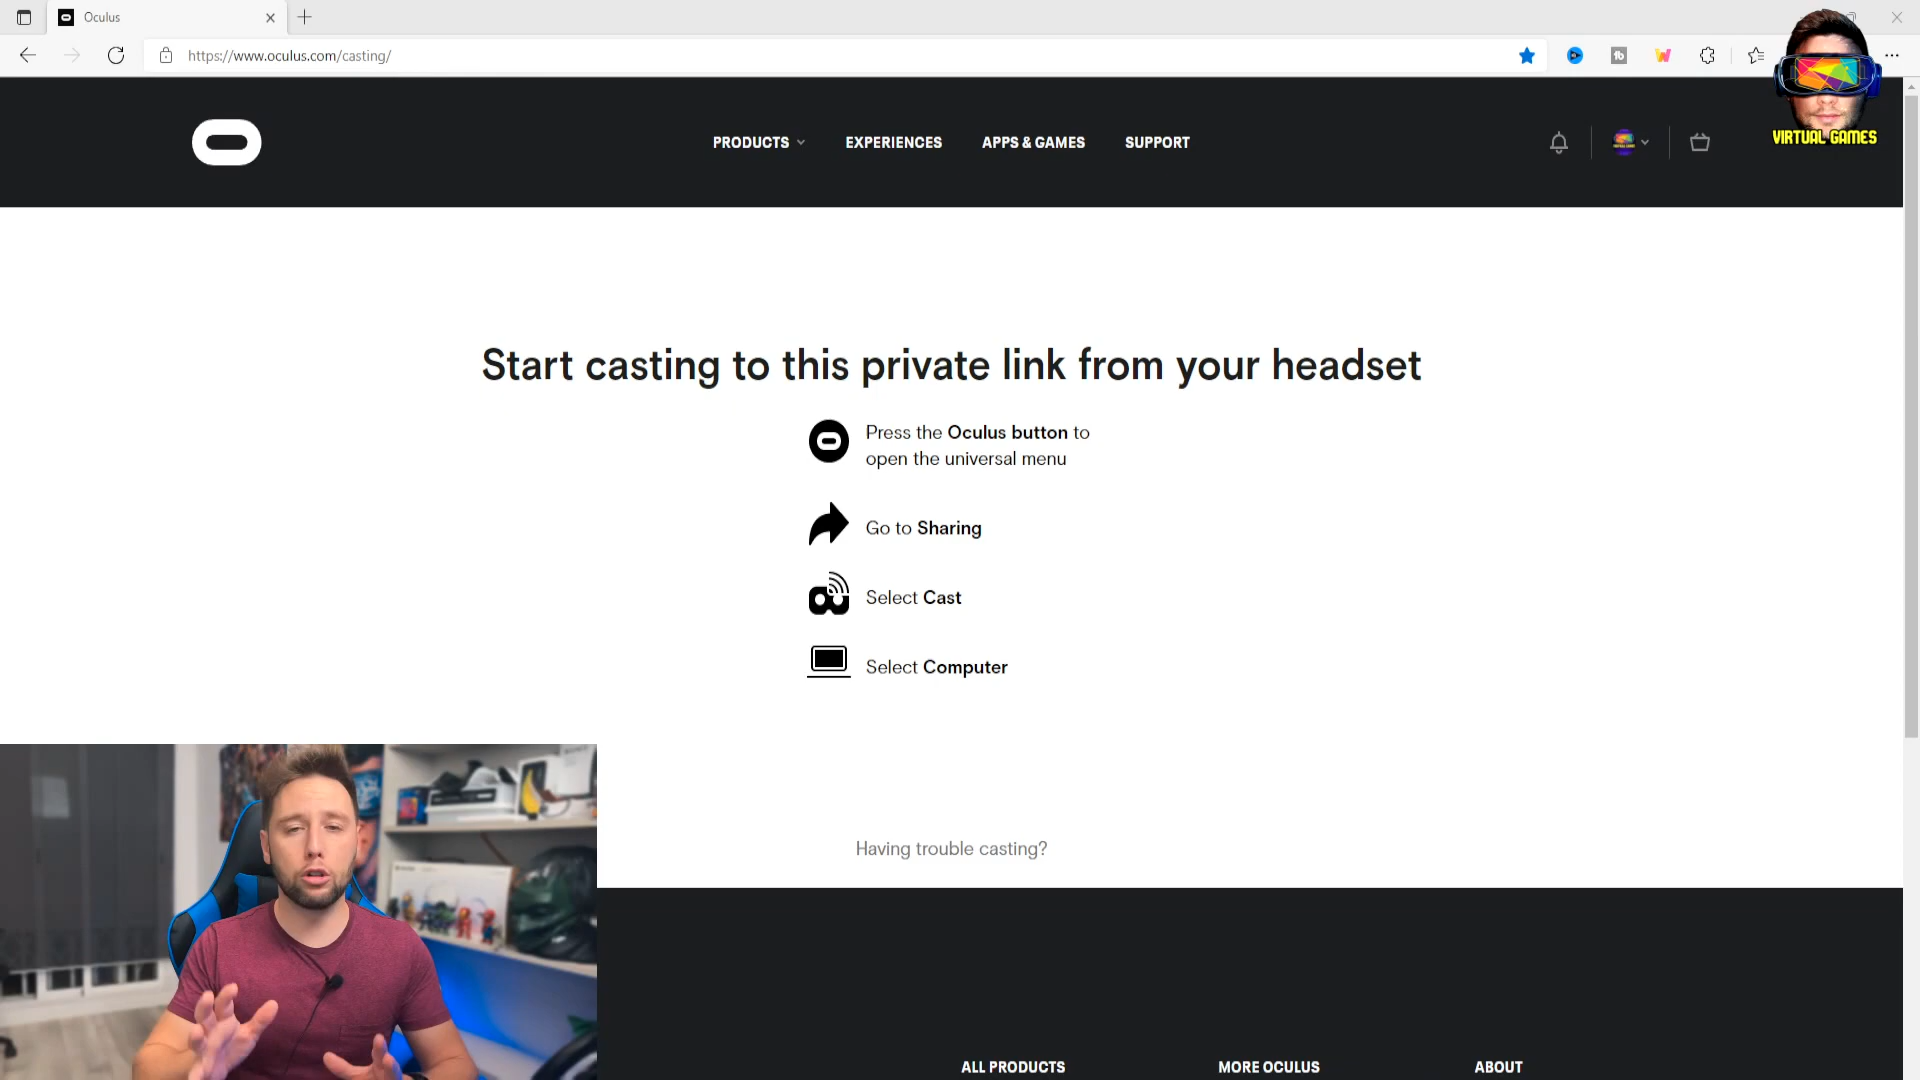 Oculus
https://www.oculus.com/casting/
VIRTUAL GAMES
PRODUCTS
EXPERIENCES
APPS & GAMES
SUPPORT
Start casting to this private link from your headset
Press the Oculus button to
open the universal menu
Go to Sharing
Select Cast
Select Computer
Having trouble casting?
ALL PRODUCTS
MORE OCULUS
ABOUT